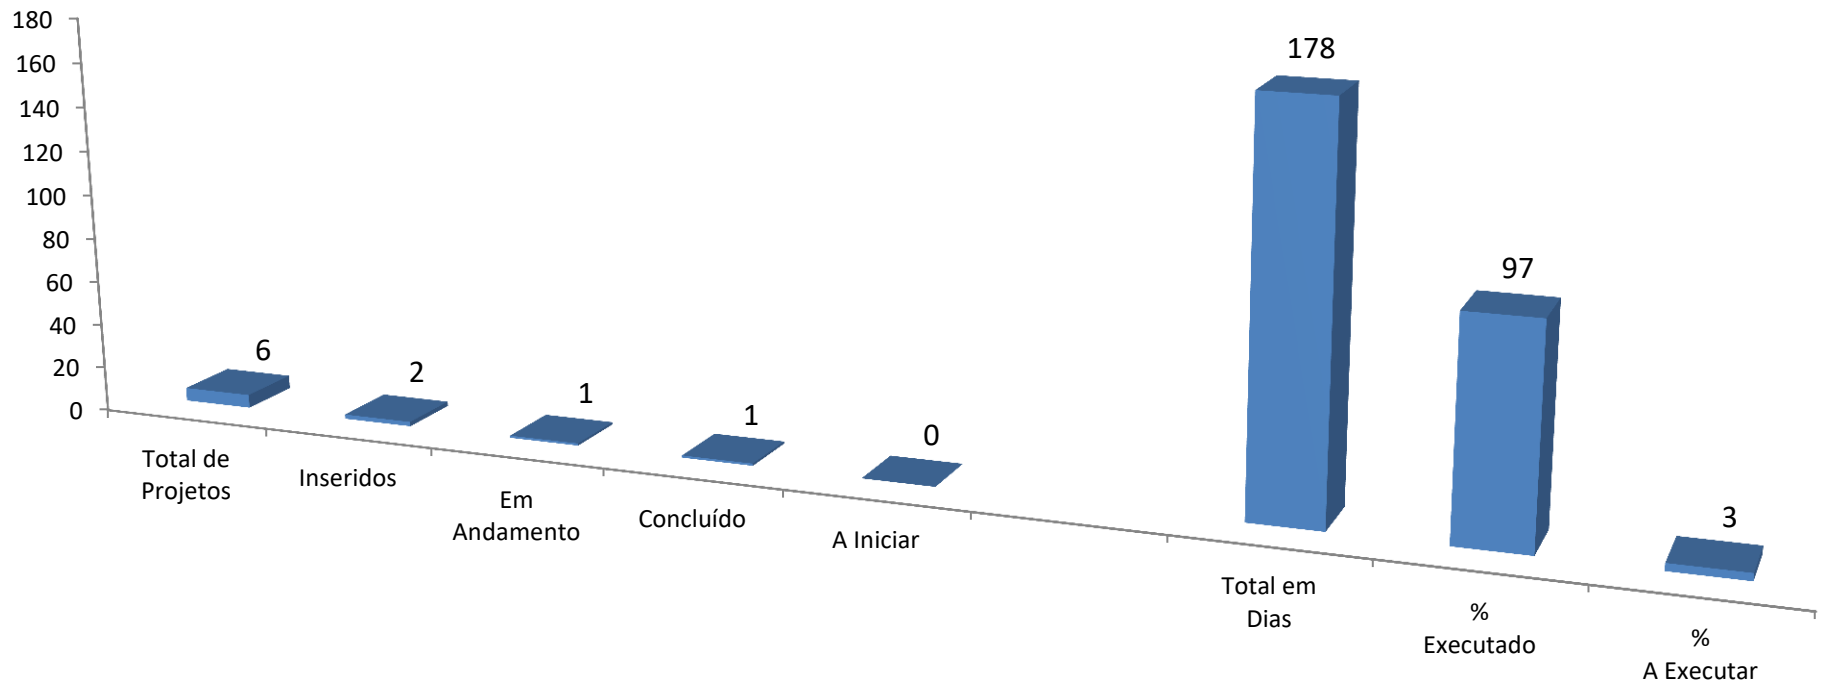 180
160
140
120
100
80
60
40
20
0
6
2
1
1
0
178
97
3
Total de
Projetos
Inseridos
Em
Andamento
Concluído
A Iniciar
Total em
Dias
%
Executado
%
A Executar